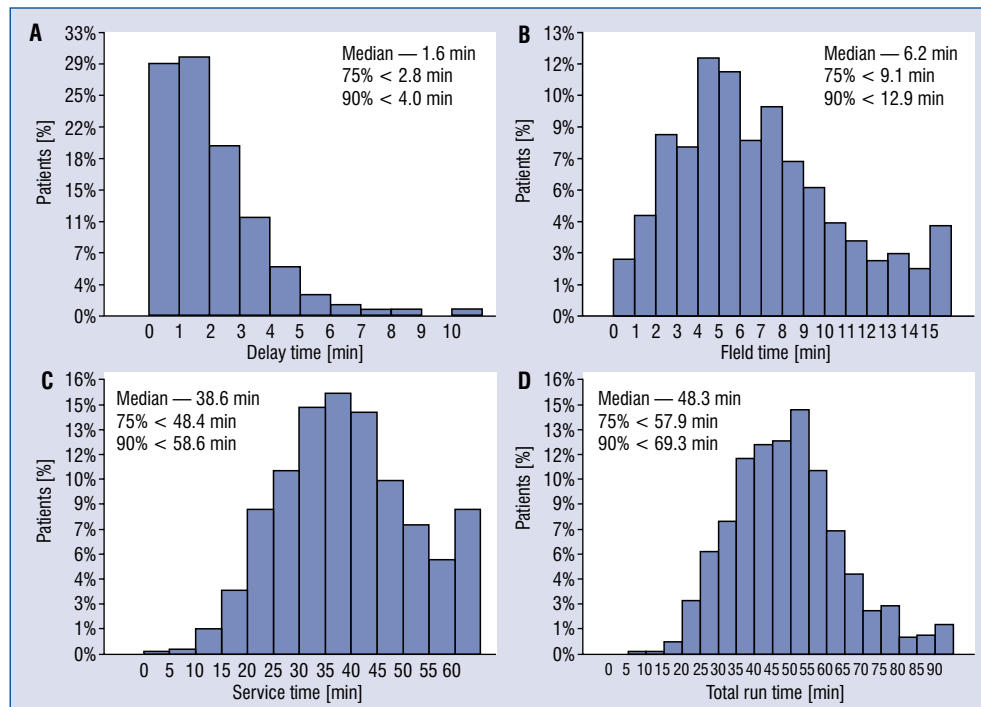 A
Patients [%]
33%
29%
25%
22%
18%
15%
11%
7%
4%
0%
Median — 1.6 min
75% < 2.8 min
90% < 4.0 min
0 1 2 3 4 5 6 7 8 9 10
Delay time [min]
B
Patients [%]
13%
12%
10%
9%
7%
6%
4%
3%
1%
0%
Median — 6.2 min
75% < 9.1 min
90% < 12.9 min
0 1 2 3 4 5 6 7 8 9 10 11 12 13 14 15
Fleld time [min]
C
Patients [%]
16%
15%
13%
12%
10%
9%
7%
6%
4%
3%
1%
0%
Median — 38.6 min
75% < 48.4 min
90% < 58.6 min
0 5 10 15 20 25 30 35 40 45 50 55 60
Service time [min]
D
Patients [%]
16%
15%
13%
12%
10%
9%
7%
6%
4%
3%
1%
0%
Median — 48.3 min
75% < 57.9 min
90% < 69.3 min
0 5 10 15 20 25 30 35 40 45 50 55 60 65 70 75 80 85 90
Total run time [min]